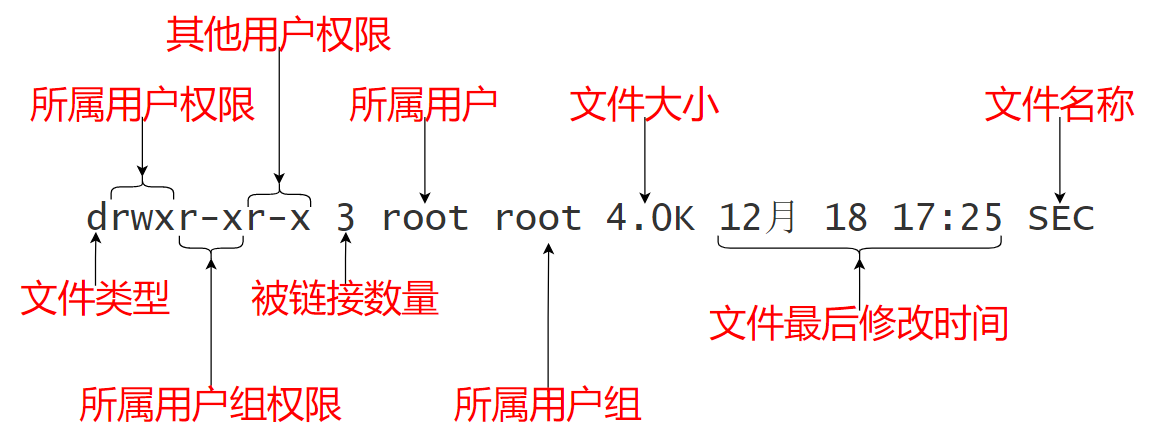 其他用户权限
所属用户权限 所属用户 文件大小 文件名称
drwxr-xr-x 3 root root 4.0K 12月 18 17:25 SEC
文件类型 被链接数量
文件最后修改时间
所属用户组权限 所属用户组